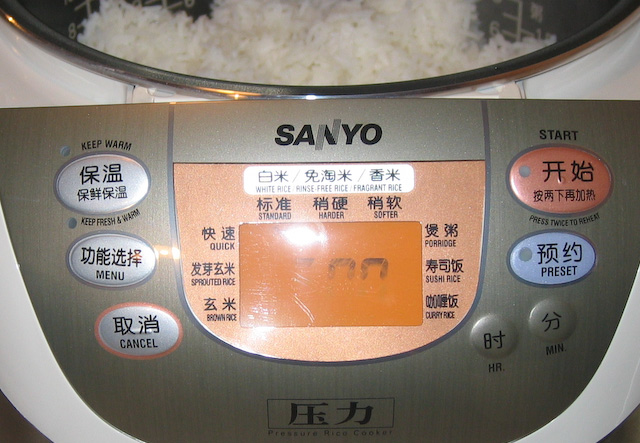 SANYO
KEEP WARM
保温
保鲜保温
KEEP FRESH & WARM
功能选择
MENU
取消
CANCEL
白米/免淘米/香米
WHITE RICE RINSE-FREE RICE FRAGRANT RICE
标准 稍硬 稍软
STANDARD HARDER SOFTER
快速
QUICK
发芽玄米
SPROUTED RICE
玄米
BROWN RICE
煲粥
PORRIDGE
寿司饭
SUSHI RICE
咖喱饭
CURRY RICE
START
开始
按两下再加热
PRESS TWICE TO REHEAT
预约
PRESET
时
HR.
分
MIN.
压力
Pressure Rice Cooker